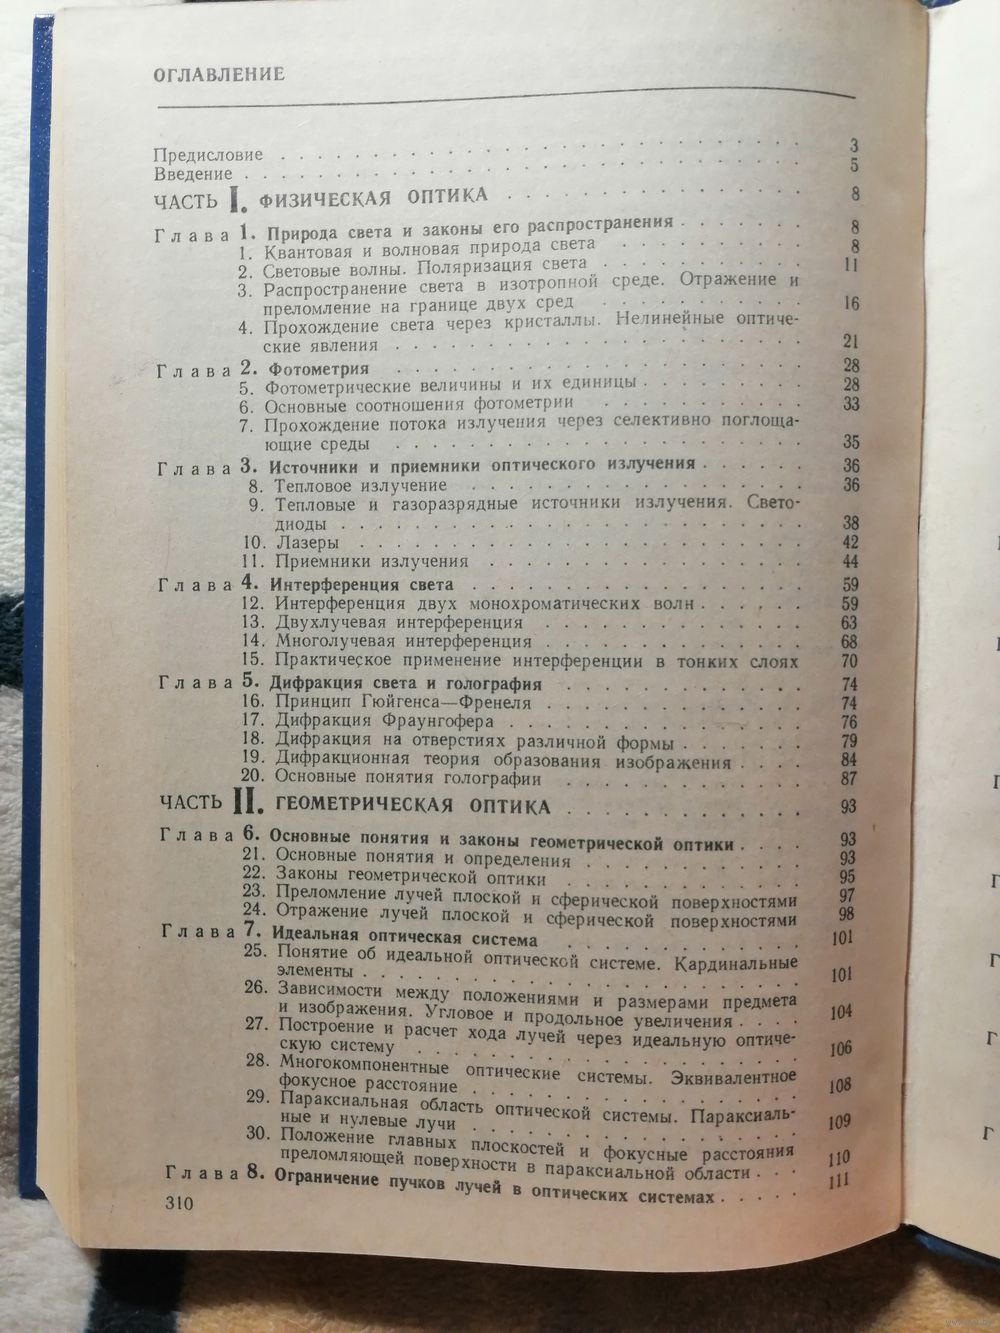 ОГЛАВЛЕНИЕ
Предисловие . . . . . . . . . . 3
Введение . . . . . . . . . . 5
ЧАСТЬ I. ФИЗИЧЕСКАЯ ОПТИКА . . . . . . . . . . 8
Глава 1. Природа света и законы его распространения . . . . . . 8
1. Квантовая и волновая природа света . . . . . . . . . . 8
2. Световые волны. Поляризация света . . . . . . . . . . 11
3. Распространение света в изотропной среде. Отражение и
преломление на границе двух сред . . . . . . . . . . 16
4. Прохождение света через кристаллы. Нелинейные оптиче-
ские явления . . . . . . . . . . 21
Глава 2. Фотометрия . . . . . . . . . . 28
5. Фотометрические величины и их единицы . . . . . . . . 28
6. Основные соотношения фотометрии . . . . . . . . . . 33
7. Прохождение потока излучения через селективно поглоща-
ющие среды . . . . . . . . . . 35
Глава 3. Источники и приемники оптического излучения . . . . . . 36
8. Тепловое излучение . . . . . . . . . . 36
9. Тепловые и газоразрядные источники излучения. Свето-
диоды . . . . . . . . . . 38
10. Лазеры . . . . . . . . . . 42
11. Приемники излучения . . . . . . . . . . 44
Глава 4. Интерференция света . . . . . . . . . . 59
12. Интерференция двух монохроматических волн . . . . . . 59
13. Двухлучевая интерференция . . . . . . . . . . 63
14. Многолучевая интерференция . . . . . . . . . . 68
15. Практическое применение интерференции в тонких слоях 70
Глава 5. Дифракция света и голография . . . . . . . . . . 74
16. Принцип Гюйгенса—Френеля . . . . . . . . . . 74
17. Дифракция Фраунгофера . . . . . . . . . . 76
18. Дифракция на отверстиях различной формы . . . . . . . 79
19. Дифракционная теория образования изображения . . . . 84
20. Основные понятия голографии . . . . . . . . . . 87
ЧАСТЬ II. ГЕОМЕТРИЧЕСКАЯ ОПТИКА . . . . . . . . . . 93
Глава 6. Основные понятия и законы геометрической оптики . . . . 93
21. Основные понятия и определения . . . . . . . . . . 93
22. Законы геометрической оптики . . . . . . . . . . 95
23. Преломление лучей плоской и сферической поверхностями 97
24. Отражение лучей плоской и сферической поверхностями 98
Глава 7. Идеальная оптическая система . . . . . . . . . . 101
25. Понятие об идеальной оптической системе. Кардинальные
элементы . . . . . . . . . . 101
26. Зависимости между положениями и размерами предмета
и изображения. Угловое и продольное увеличения . . . . 104
27. Построение и расчет хода лучей через идеальную оптиче-
скую систему . . . . . . . . . . 106
28. Многокомпонентные оптические системы. Эквивалентное
фокусное расстояние . . . . . . . . . . 108
29. Параксиальная область оптической системы. Параксиаль-
ные и нулевые лучи . . . . . . . . . . 109
30. Положение главных плоскостей и фокусные расстояния
преломляющей поверхности в параксиальной области . . . 110
Глава 8. Ограничение пучков лучей в оптических системах . . . . . 111
310